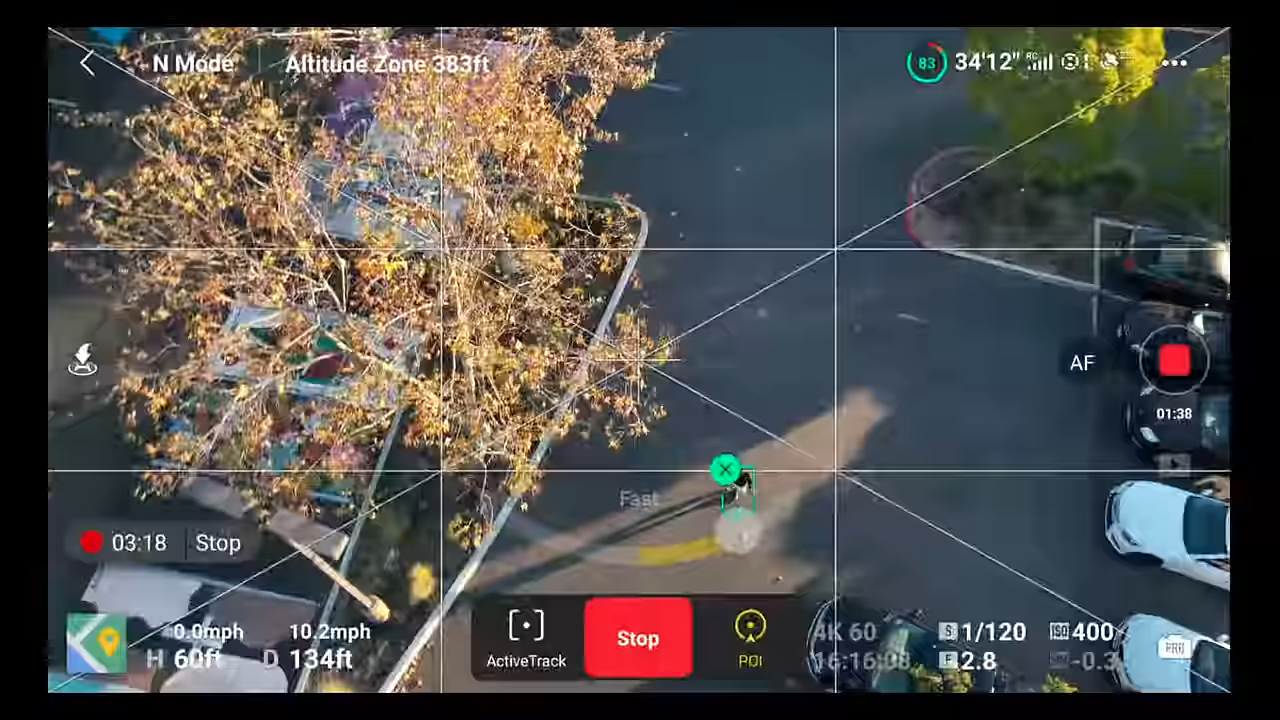 N Mode
Altitude Zone 383ft
83
34'12"
AF
01:38
Fast
03:18
Stop
0.0mph
10.2mph
H 60ft
D 134ft
ActiveTrack
Stop
POI
4K 60
16:16:08
S 1/120
F 2.8
ISO 400
-0.3
PRO